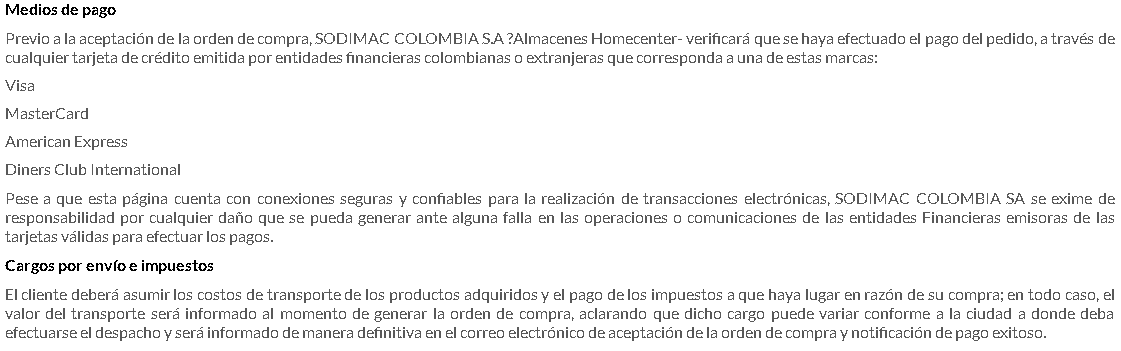 Medios de pago
Previo a la aceptación de la orden de compra, SODIMAC COLOMBIA S.A ?Almacenes Homecenter- verificará que se haya efectuado el pago del pedido, a través de
cualquier tarjeta de crédito emitida por entidades financieras colombianas o extranjeras que corresponda a una de estas marcas:
Visa
MasterCard
American Express
Diners Club International
Pese a que esta página cuenta con conexiones seguras y confiables para la realización de transacciones electrónicas, SODIMAC COLOMBIA SA se exime de
responsabilidad por cualquier daño que se pueda generar ante alguna falla en las operaciones o comunicaciones de las entidades Financieras emisoras de las
tarjetas válidas para efectuar los pagos.
Cargos por envío e impuestos
El cliente deberá asumir los costos de transporte de los productos adquiridos y el pago de los impuestos a que haya lugar en razón de su compra; en todo caso, el
valor del transporte será informado al momento de generar la orden de compra, aclarando que dicho cargo puede variar conforme a la ciudad a donde deba
efectuarse el despacho y será informado de manera definitiva en el correo electrónico de aceptación de la orden de compra y notificación de pago exitoso.